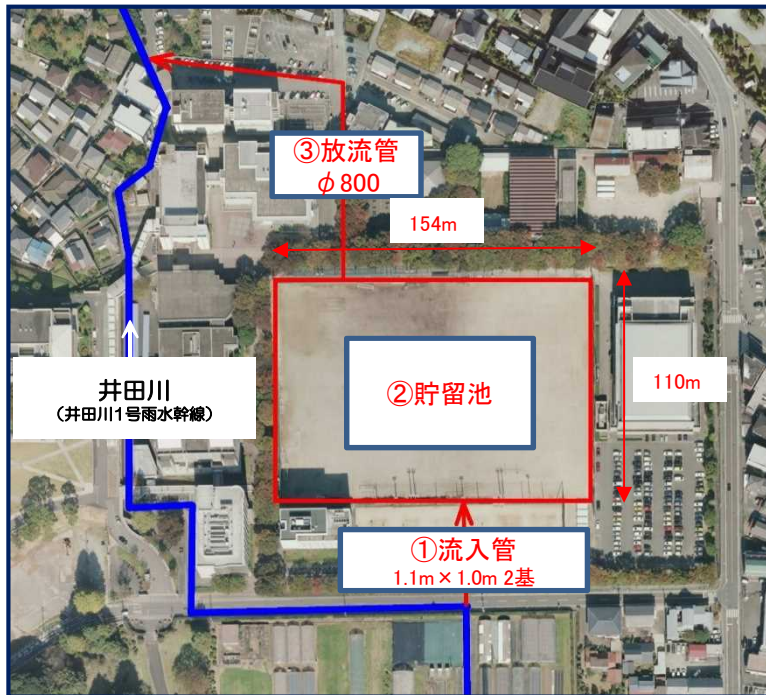 ③放流管
φ800
154m
110m
②貯留池
井田川
(井田川1号雨水幹線)
①流入管
1.1m×1.0m 2基